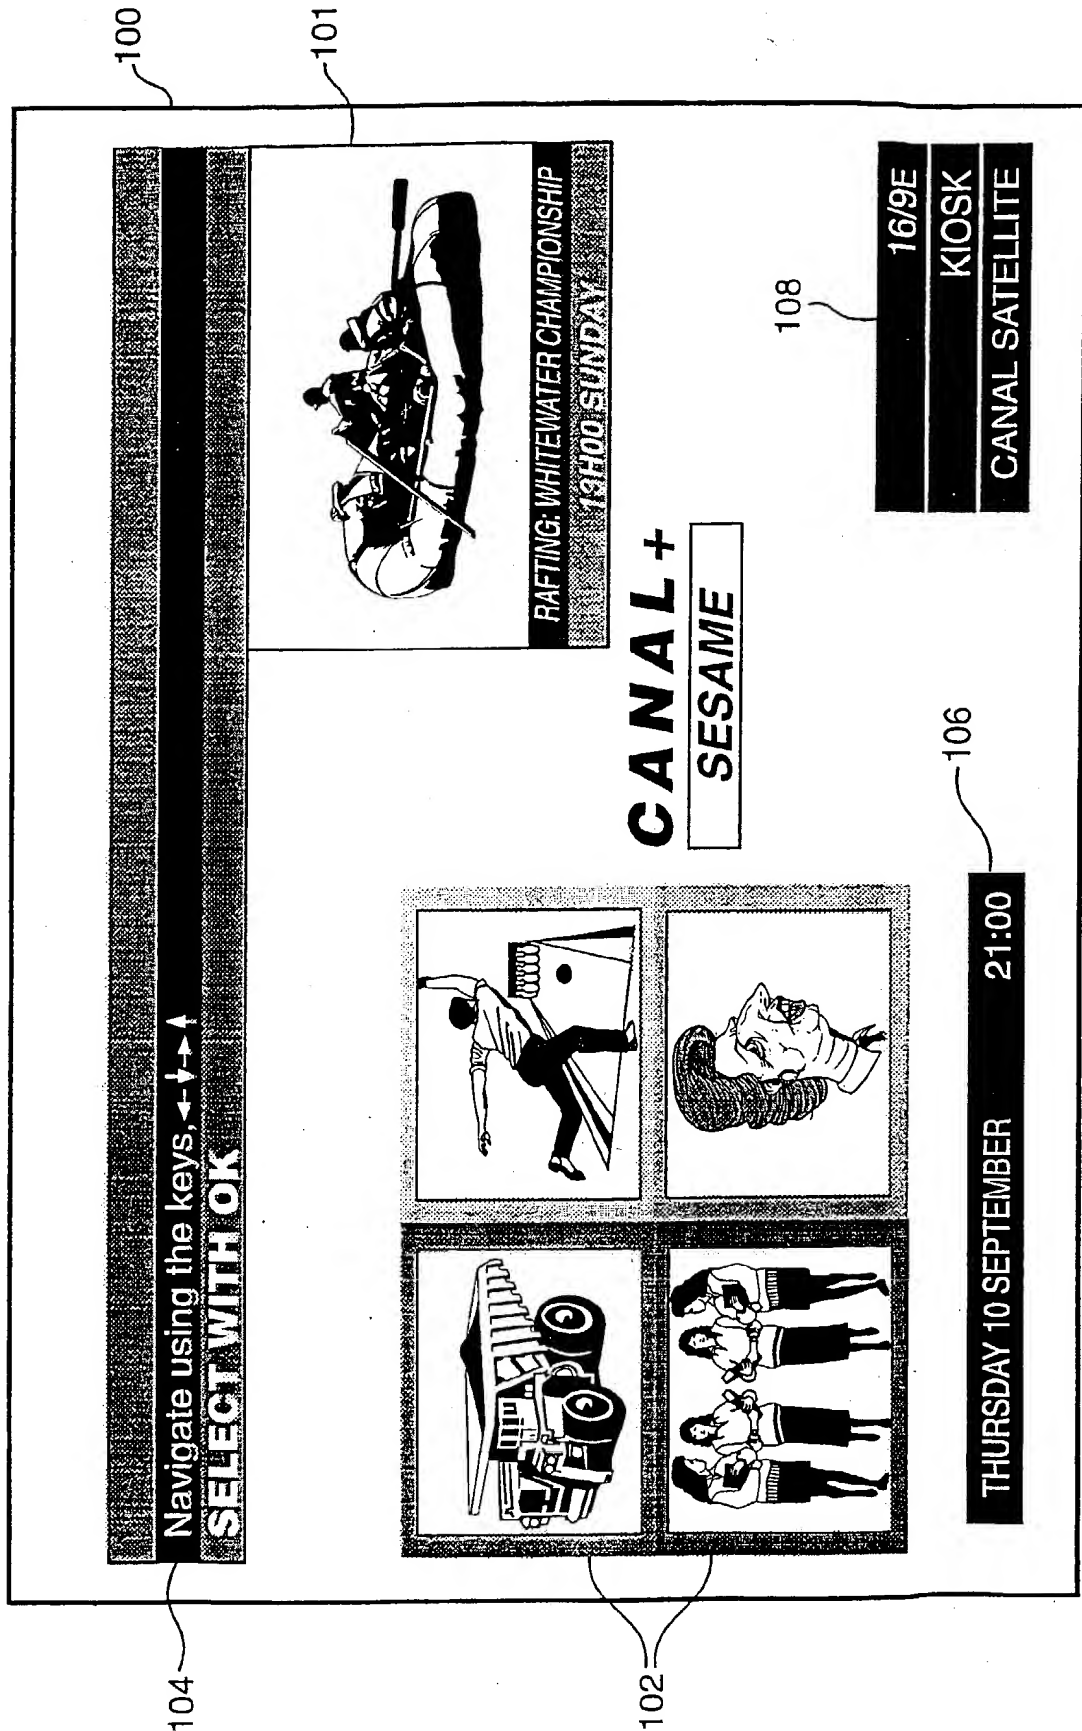 100
101
104
Navigate using the keys,
SELECT WITH OK
RAFTING: WHITEWATER CHAMPIONSHIP
13H00 SUNDAY
CANAL+
SESAME
102
108
16/9E
KIOSK
CANAL SATELLITE
106
THURSDAY 10 SEPTEMBER 21:00